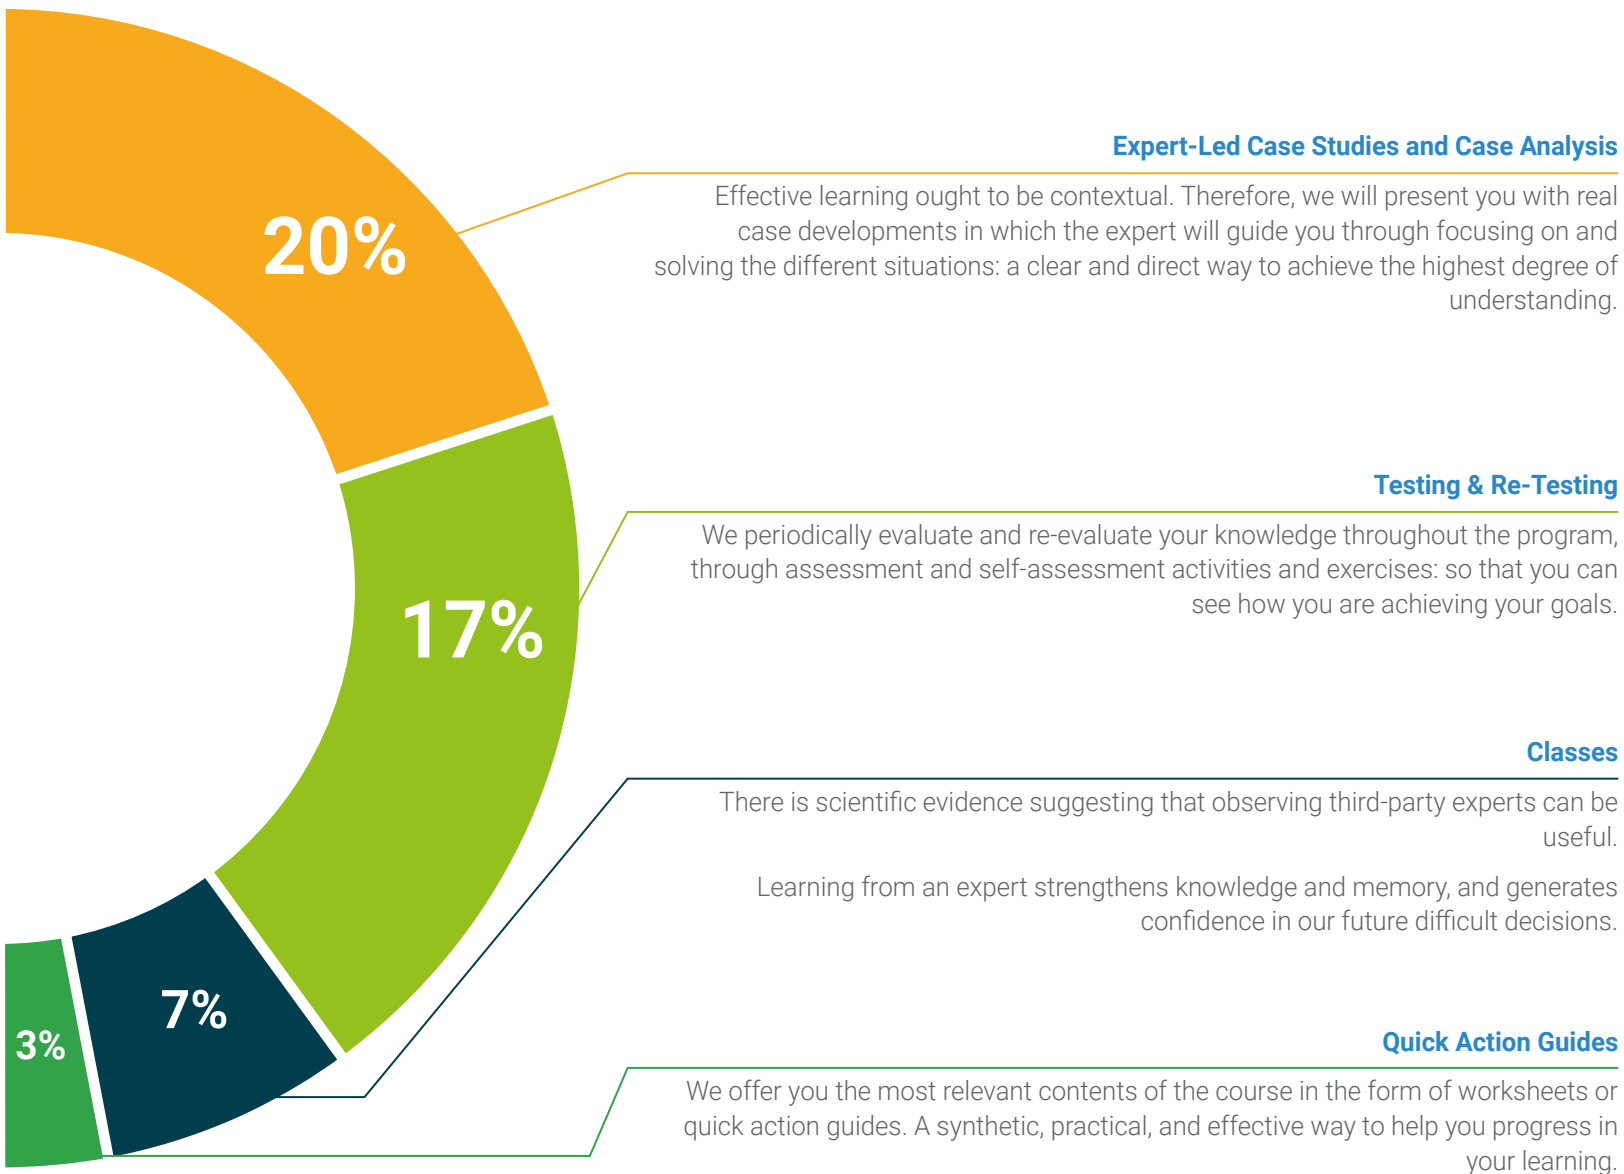 Expert-Led Case Studies and Case Analysis
20%
Effective learning ought to be contextual. Therefore, we will present you with real
case developments in which the expert will guide you through focusing on and
solving the different situations: a clear and direct way to achieve the highest degree of
understanding.
Testing & Re-Testing
17%
We periodically evaluate and re-evaluate your knowledge throughout the program,
through assessment and self-assessment activities and exercises: so that you can
see how you are achieving your goals.
Classes
7%
There is scientific evidence suggesting that observing third-party experts can be
useful.
Learning from an expert strengthens knowledge and memory, and generates
confidence in our future difficult decisions.
Quick Action Guides
3%
We offer you the most relevant contents of the course in the form of worksheets or
quick action guides. A synthetic, practical, and effective way to help you progress in
your learning.